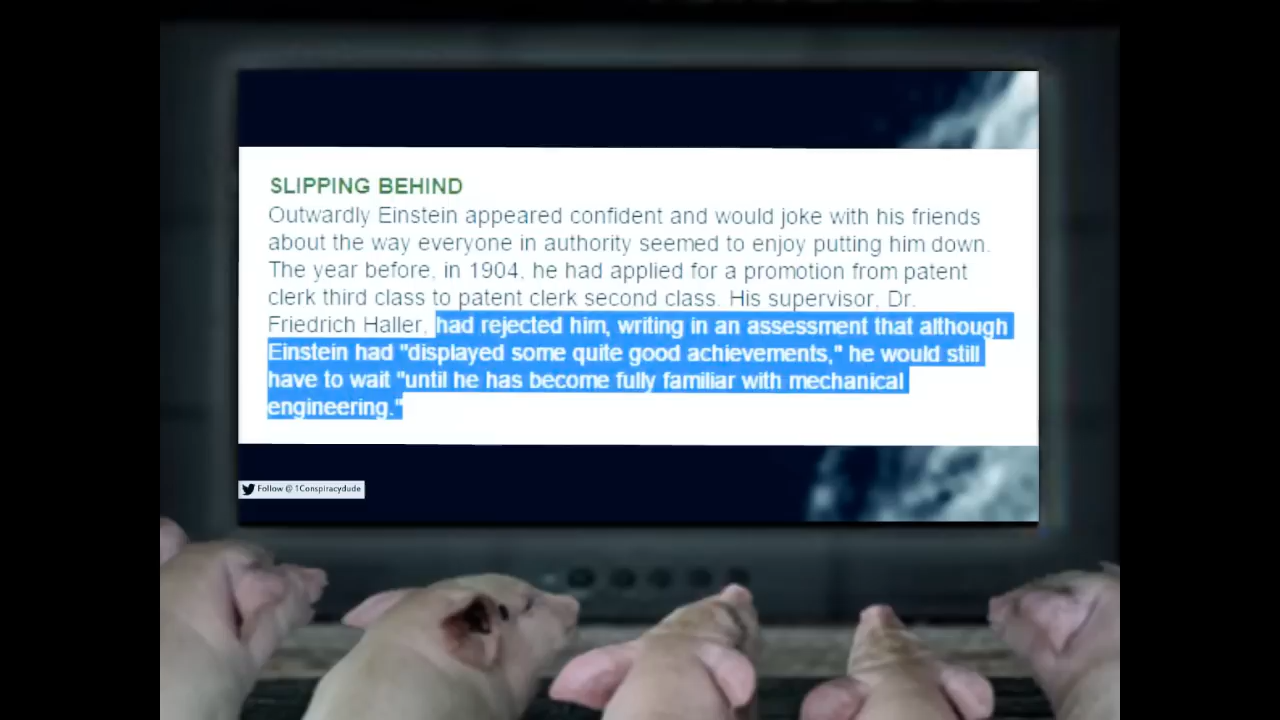 SLIPPING BEHIND
Outwardly Einstein appeared confident and would joke with his friends
about the way everyone in authority seemed to enjoy putting him down.
The year before, in 1904, he had applied for a promotion from patent
clerk third class to patent clerk second class. His supervisor, Dr.
Friedrich Haller, had rejected him, writing in an assessment that although
Einstein had "displayed some quite good achievements," he would still
have to wait "until he has become fully familiar with mechanical
engineering."
Follow @ 1Conspiracydude